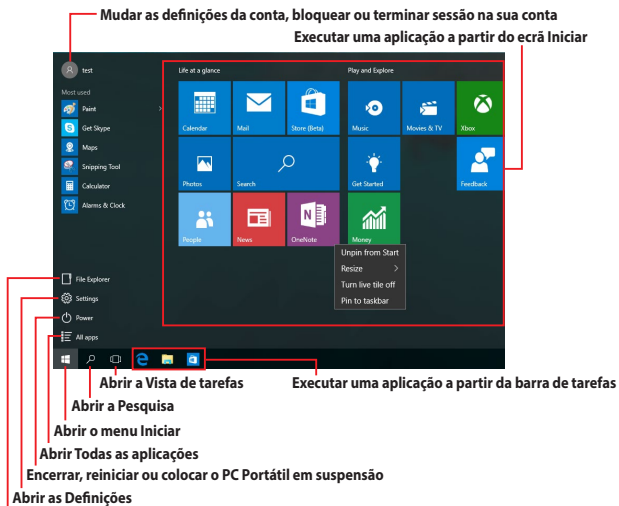 Mudar as definições da conta, bloquear ou terminar sessão na sua conta
Executar uma aplicação a partir do ecrã Iniciar
test
Life at a glance
Play and Explore
Most used
Paint
Get Skype
Maps
Snipping Tool
Calculator
Alarms & Clock
Calendar
Mail
Store (Beta)
Music
Movies & TV
Xbox
Photos
Search
Get Started
Feedback
People
News
OneNote
Money
Unpin from Start
Resize
Turn live tile off
Pin to taskbar
File Explorer
Settings
Power
All apps
Abrir a Vista de tarefas
Executar uma aplicação a partir da barra de tarefas
Abrir a Pesquisa
Abrir o menu Iniciar
Abrir Todas as aplicações
Encerrar, reiniciar ou colocar o PC Portátil em suspensão
Abrir as Definições